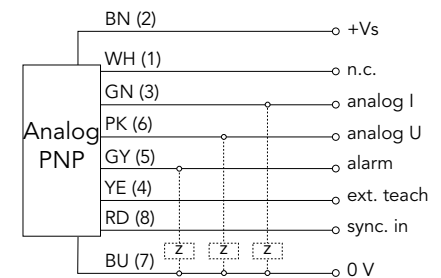 BN (2)
+Vs
WH (1)
n.c.
GN (3)
analog I
Analog
PNP
PK (6)
analog U
GY (5)
alarm
YE (4)
ext. teach
RD (8)
sync. in
z z z
BU (7)
0 V